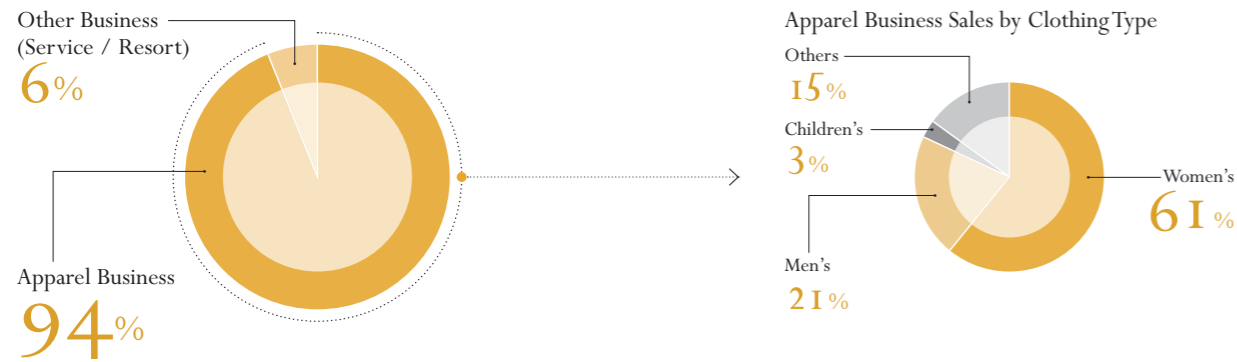 Other Business
(Service / Resort)
6%
Apparel Business
94%
Apparel Business Sales by Clothing Type
Others
15%
Children's
3%
Women's
61%
Men's
21%